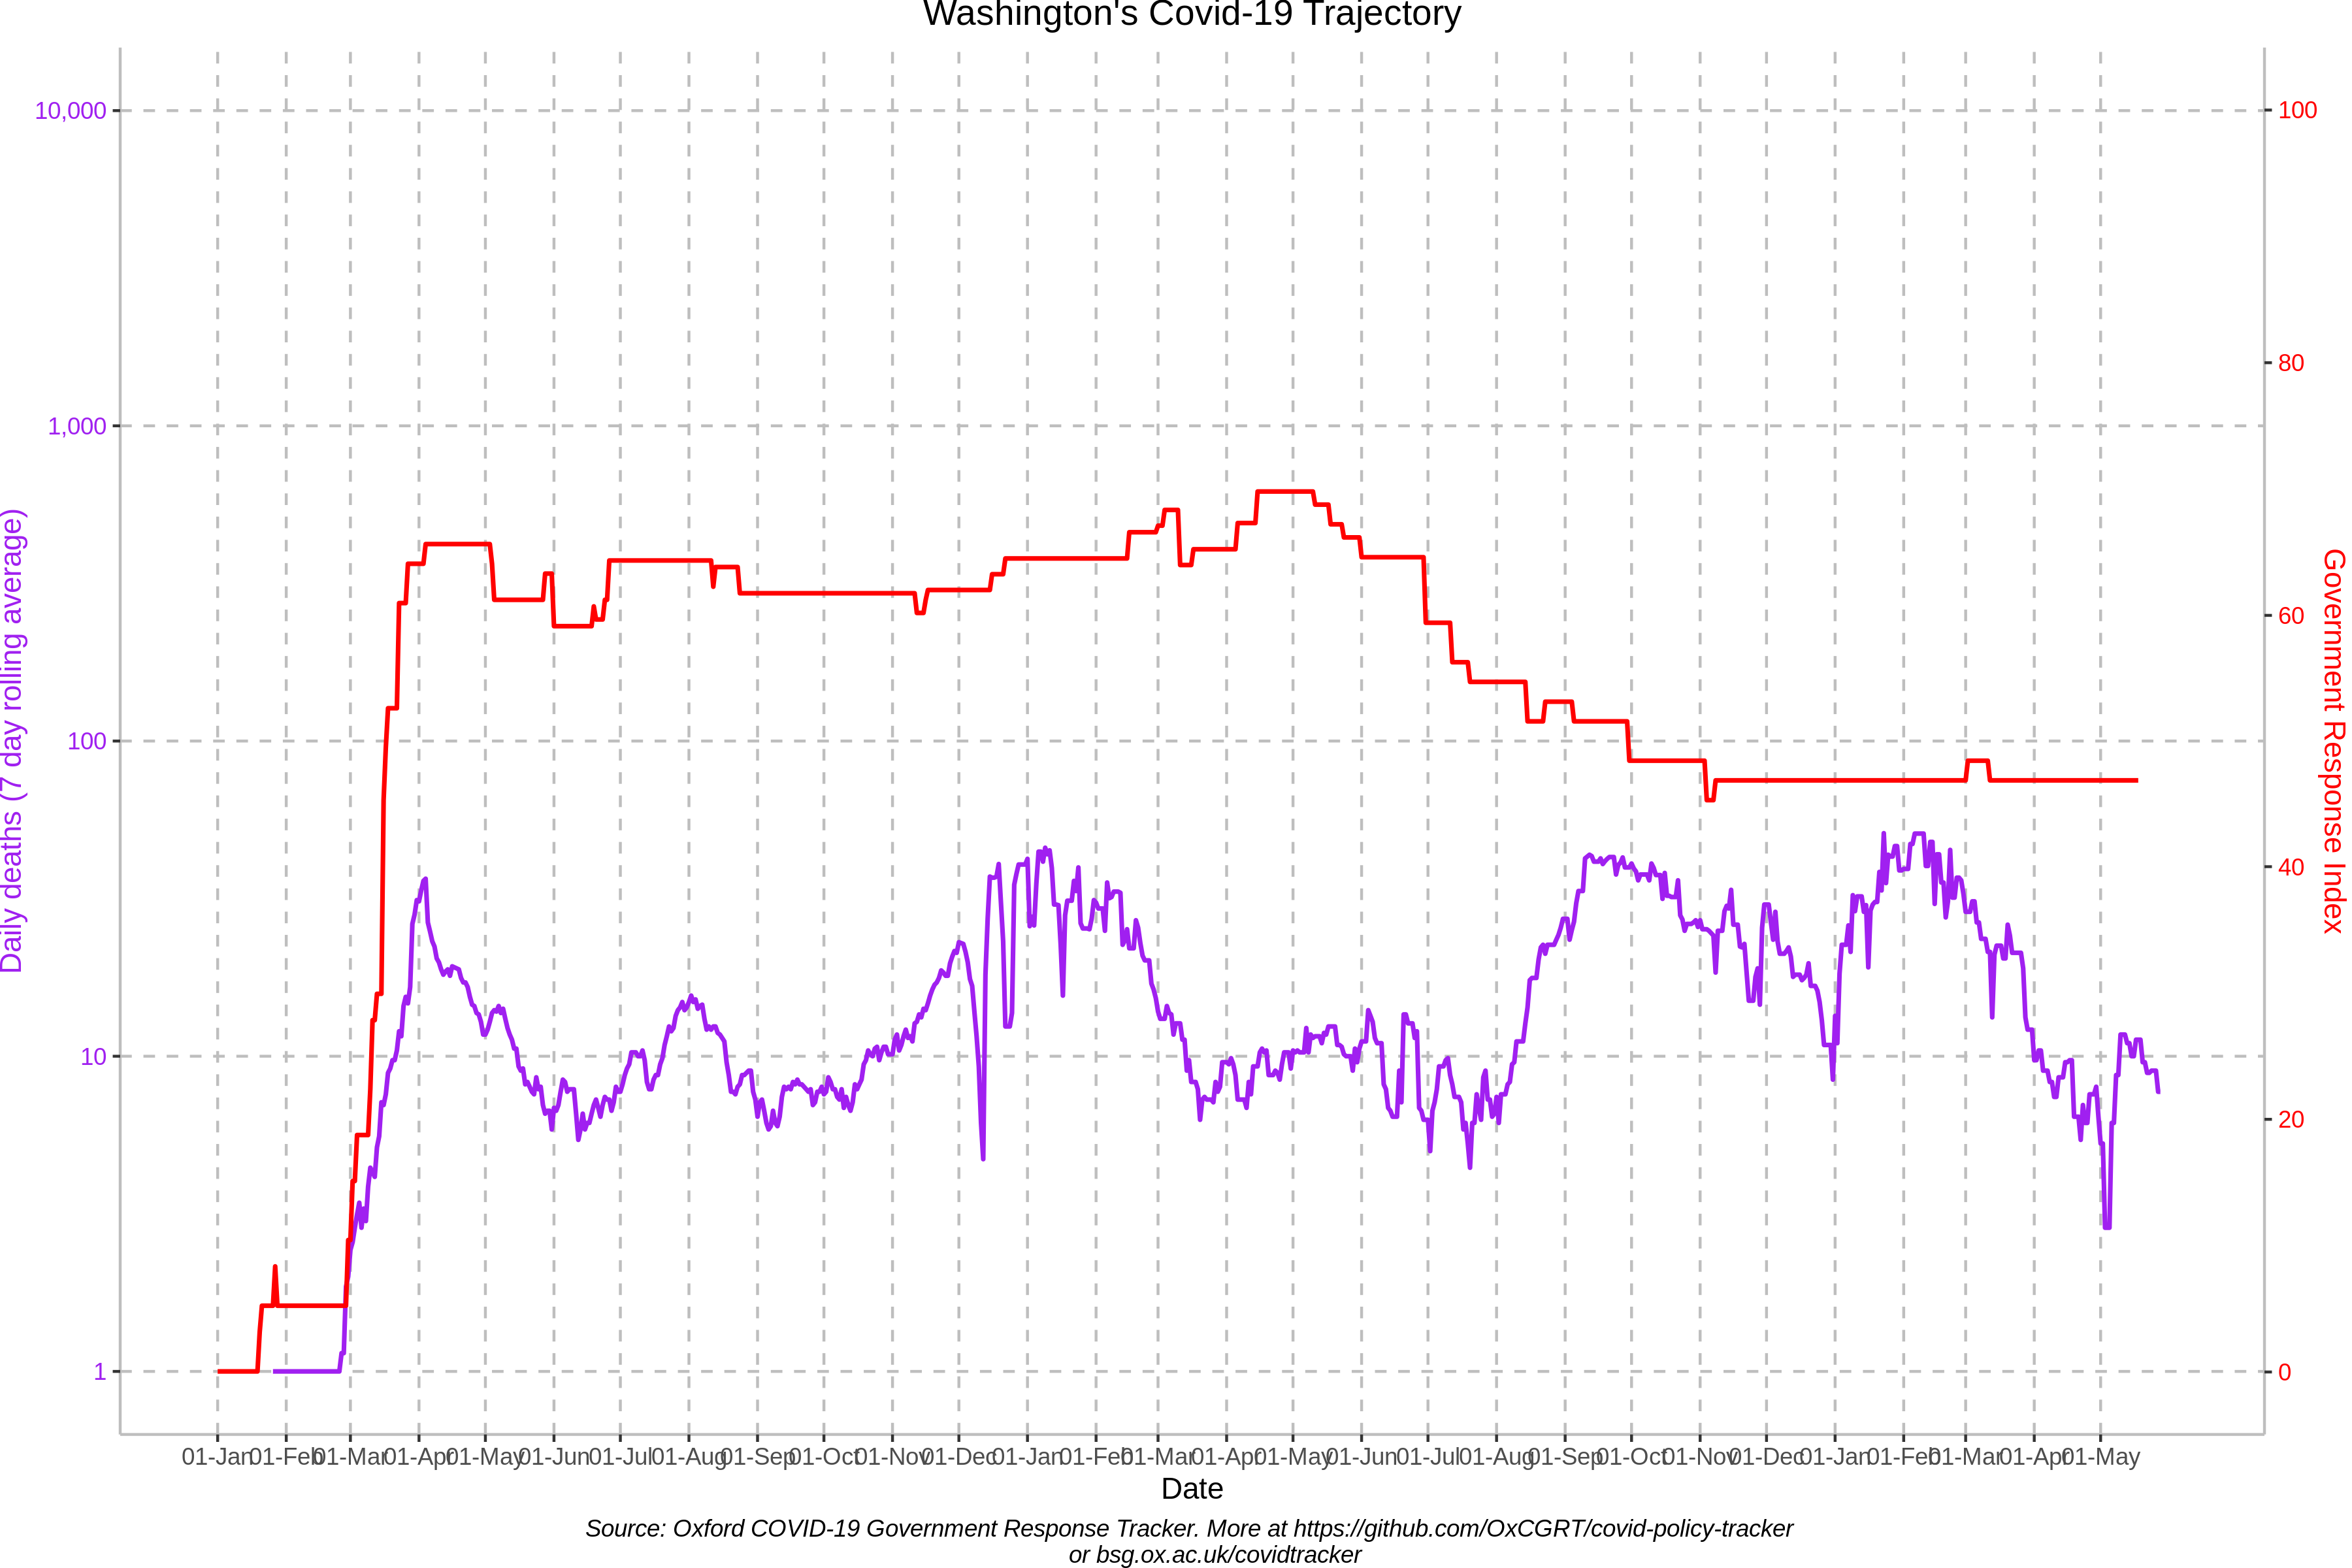 Washington's Covid-19 Trajectory
10,000
1,000
100
10
1
Daily deaths (7 day rolling average)
100
80
60
40
20
0
Government Response Index
01-Jan 01-Feb 01-Mar 01-Apr 01-May 01-Jun 01-Jul 01-Aug 01-Sep 01-Oct 01-Nov 01-Dec 01-Jan 01-Feb 01-Mar 01-Apr 01-May 01-Jun 01-Jul 01-Aug 01-Sep 01-Oct 01-Nov 01-Dec 01-Jan 01-Feb 01-Mar 01-Apr 01-May
Date
Source: Oxford COVID-19 Government Response Tracker. More at https://github.com/OxCGRT/covid-policy-tracker
or bsg.ox.ac.uk/covidtracker